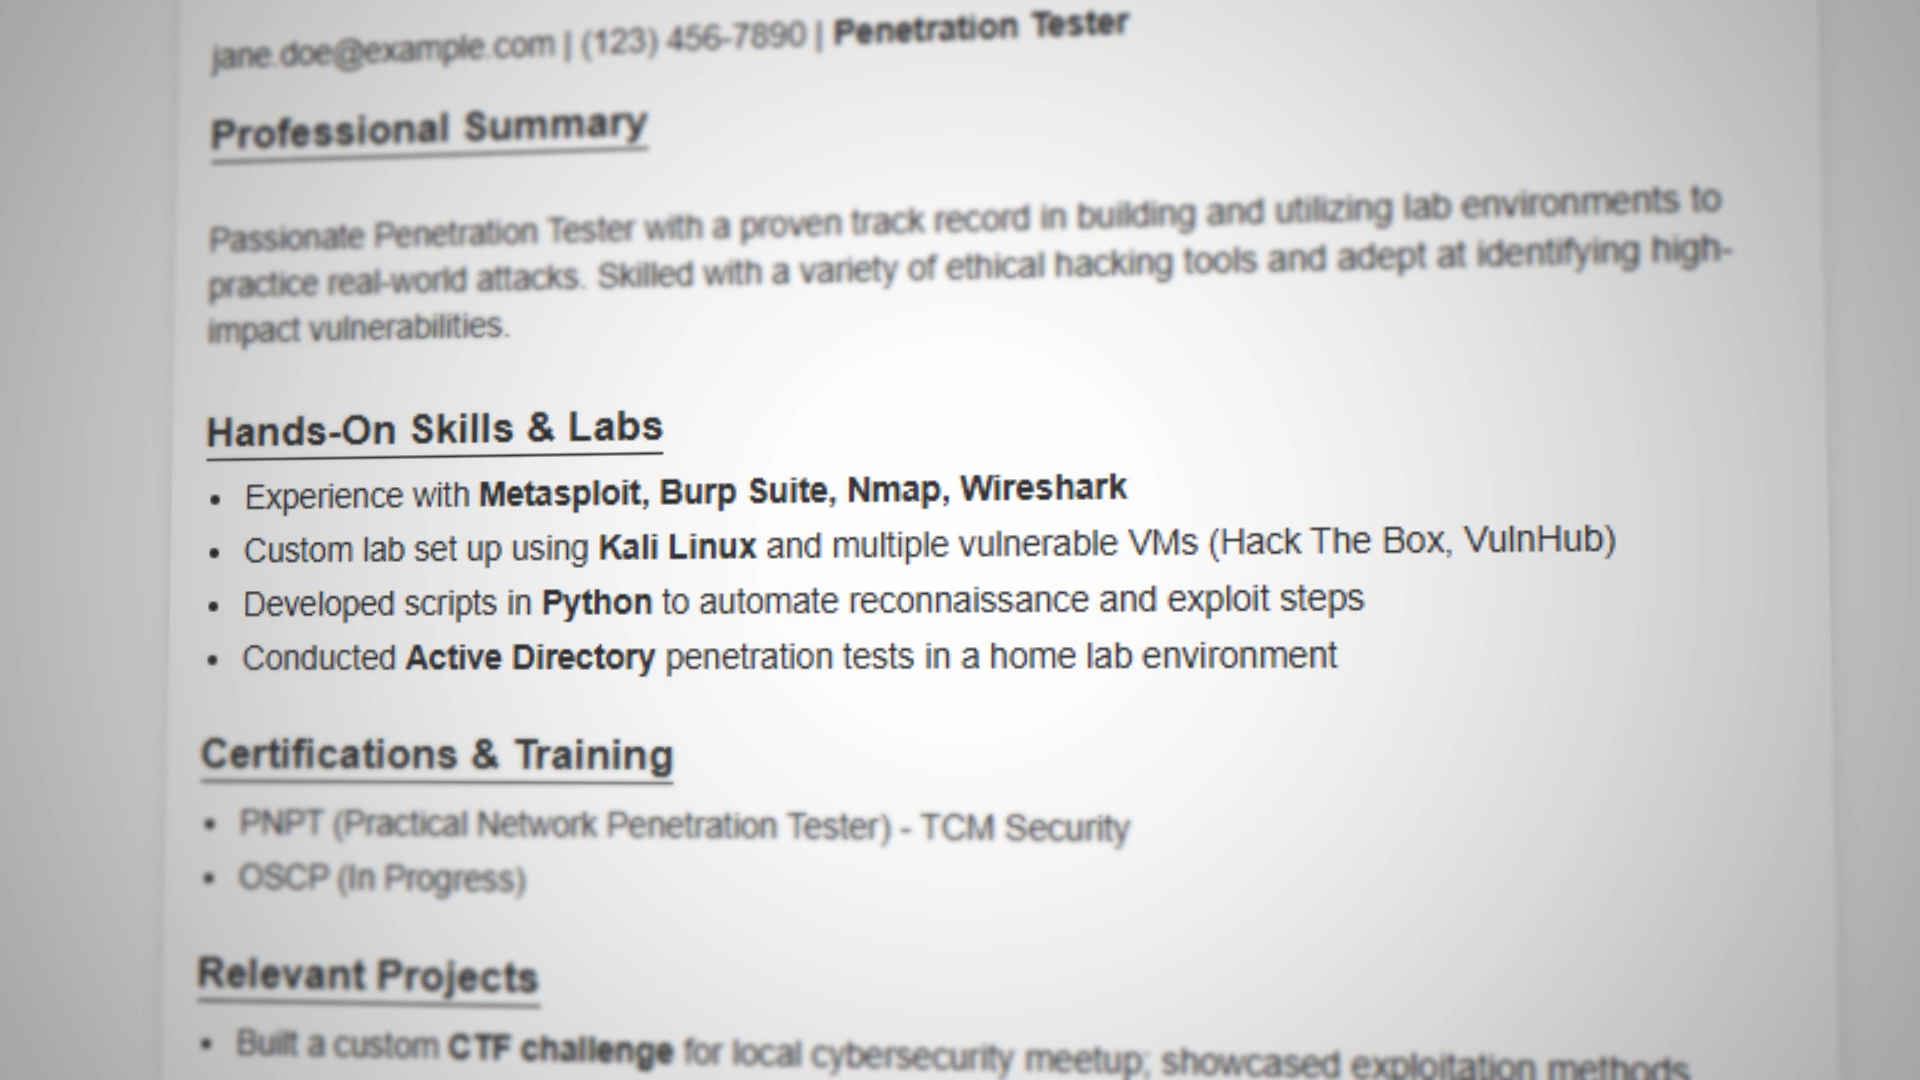 jane.doe@example.com | (123) 456-7890 | Penetration Tester
Professional Summary
Passionate Penetration Tester with a proven track record in building and utilizing lab environments to
practice real-world attacks. Skilled with a variety of ethical hacking tools and adept at identifying high-
impact vulnerabilities.
Hands-On Skills & Labs
• Experience with Metasploit, Burp Suite, Nmap, Wireshark
• Custom lab set up using Kali Linux and multiple vulnerable VMs (Hack The Box, VulnHub)
• Developed scripts in Python to automate reconnaissance and exploit steps
• Conducted Active Directory penetration tests in a home lab environment
Certifications & Training
• PNPT (Practical Network Penetration Tester) - TCM Security
• OSCP (In Progress)
Relevant Projects
• Built a custom CTF challenge for local cybersecurity meetup; showcased exploitation methods